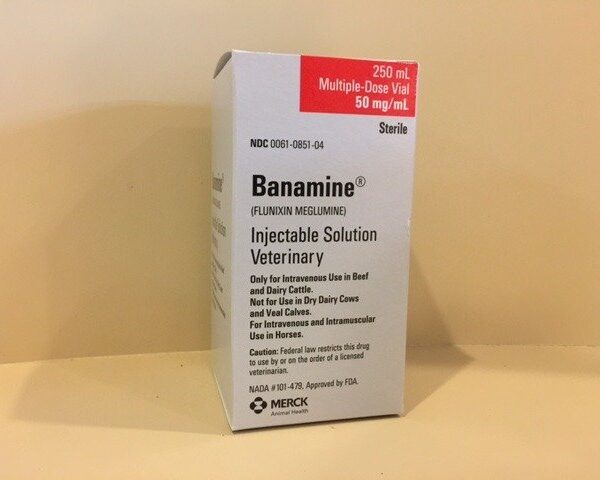 250 mL
Multiple-Dose Vial
50 mg/mL
Sterile
NDC 0061-0851-04
Banamine®
(FLUNIXIN MEGLUMINE)
Injectable Solution
Veterinary
Only for Intravenous Use in Beef
and Dairy Cattle.
Not for Use in Dry Dairy Cows
and Veal Calves.
For Intravenous and Intramuscular
Use in Horses.
Caution: Federal law restricts this drug
to use by or on the order of a licensed
veterinarian.
NADA #101-479, Approved by FDA.
MERCK
Animal Health